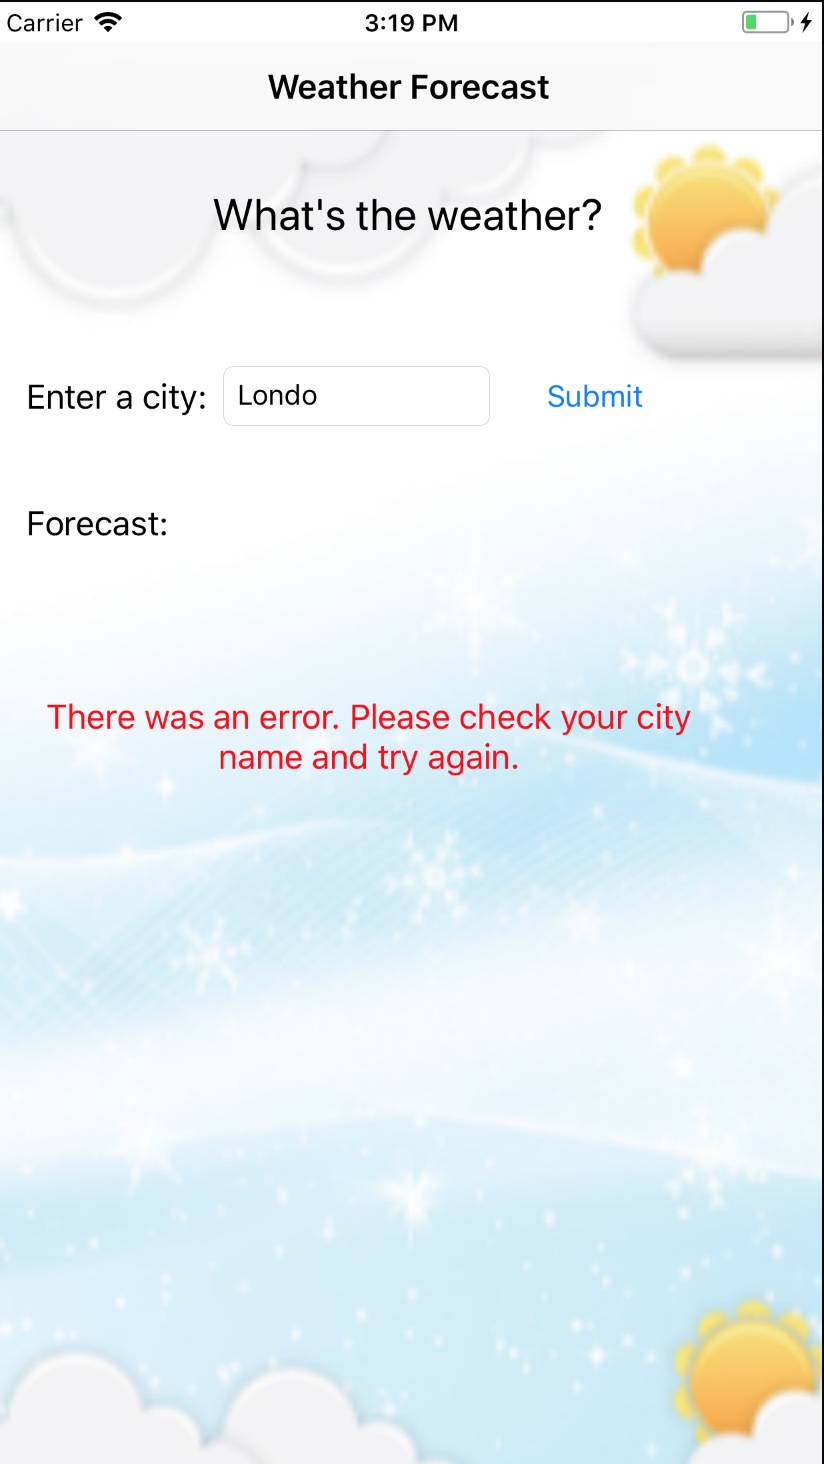 Carrier 3:19 PM
Weather Forecast
What's the weather?
Enter a city: Londo Submit
Forecast:
There was an error. Please check your city
name and try again.